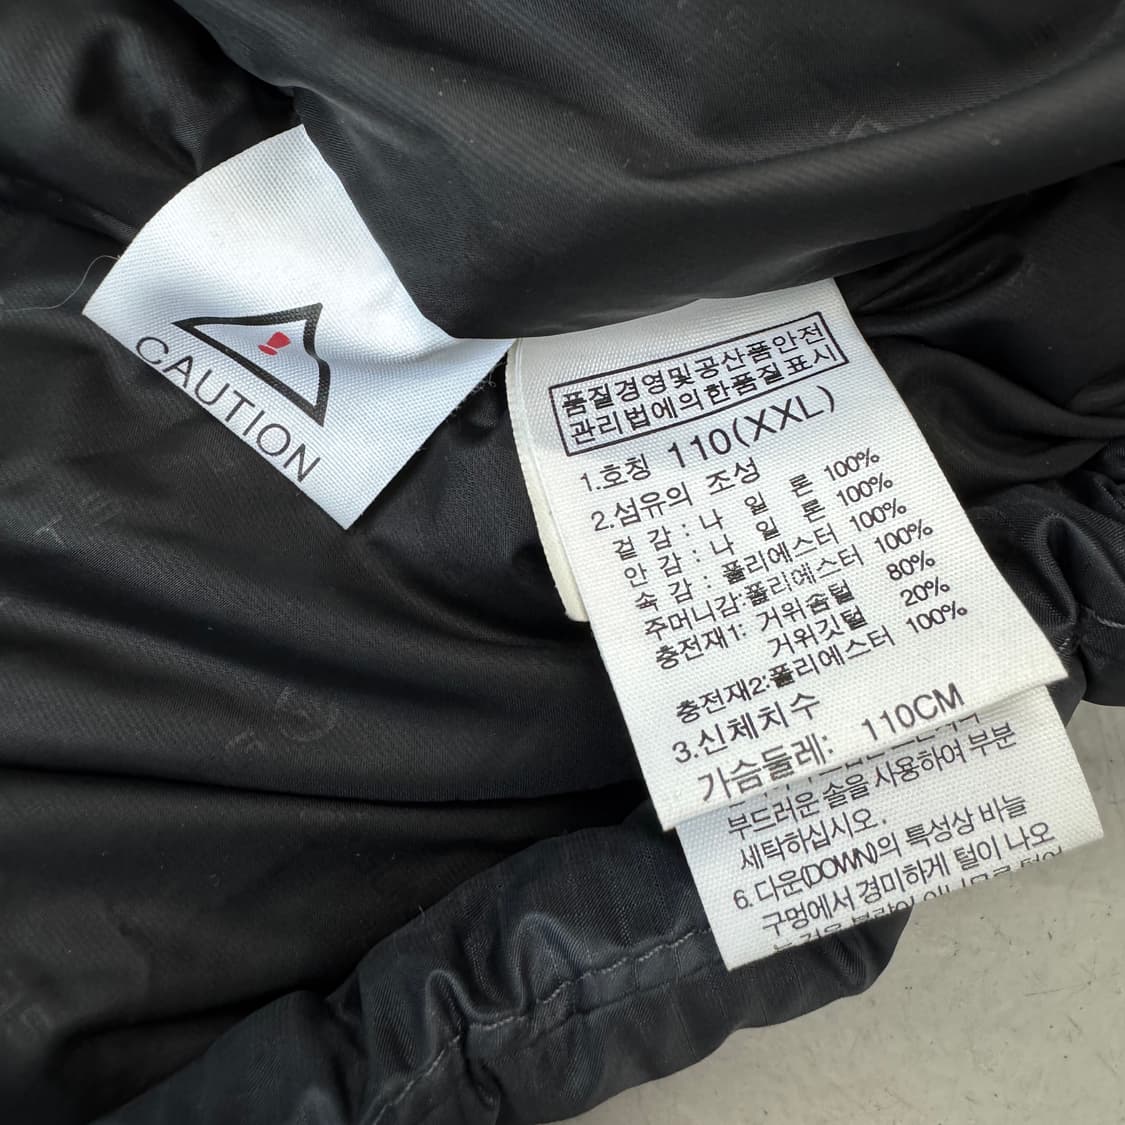 CAUTION
품질경영및공산품안전
관리법에의한품질표시
1.호칭 110(XXL)
2.섬유의 조성
겉 감 : 나 일 론 100%
안 감 : 나 일 론 100%
속 감 : 폴리에스터 100%
주머니감:폴리에스터 100%
충전재1: 거위솜털 80%
거위깃털 20%
충전재2:폴리에스터 100%
3.신체치수
가슴둘레: 110CM
부드러운 솔을 사용하여 부분
세탁하십시오.
6.다운(DOWN)의 특성상 바늘
구멍에서 경미하게 털이 나오